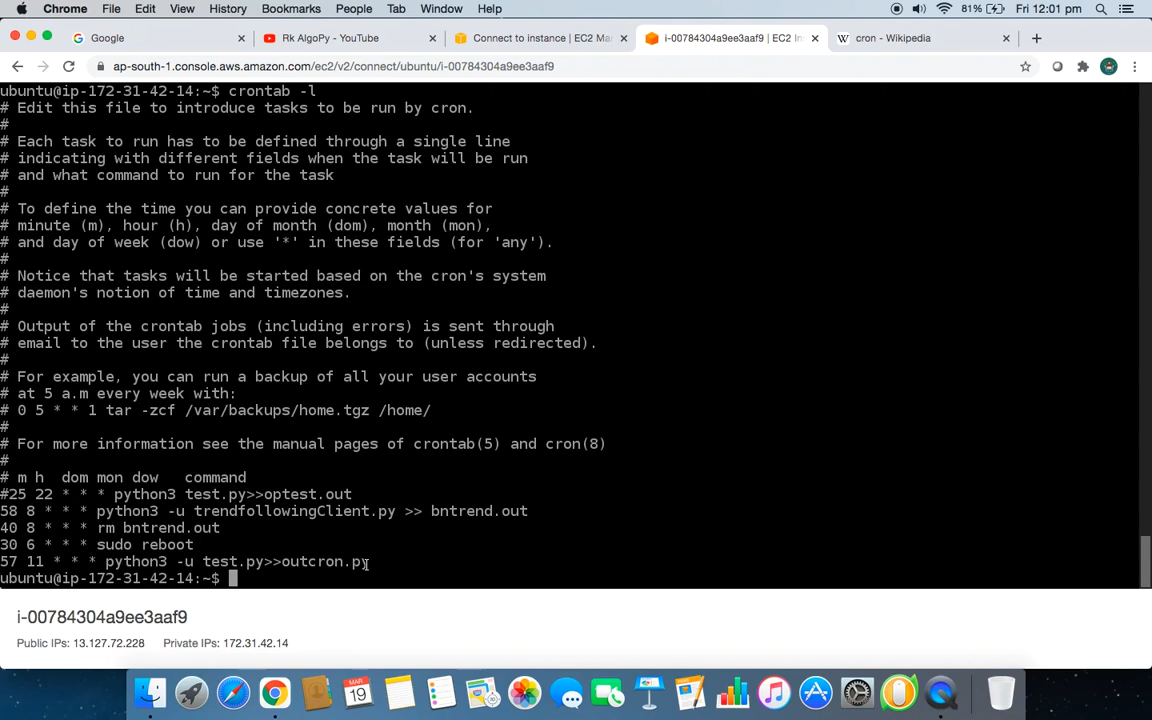 Chrome File Edit View History Bookmarks People Tab Window Help 81% Fri 12:01 pm
Google Rk AlgoPy - YouTube Connect to instance | EC2 Ma i-00784304a9ee3aaf9 | EC2 In cron - Wikipedia
ap-south-1.console.aws.amazon.com/ec2/v2/connect/ubuntu/i-00784304a9ee3aaf9
ubuntu@ip-172-31-42-14:~$ crontab -l
# Edit this file to introduce tasks to be run by cron.
#
# Each task to run has to be defined through a single line
# indicating with different fields when the task will be run
# and what command to run for the task
#
# To define the time you can provide concrete values for
# minute (m), hour (h), day of month (dom), month (mon),
# and day of week (dow) or use '*' in these fields (for 'any').
#
# Notice that tasks will be started based on the cron's system
# daemon's notion of time and timezones.
#
# Output of the crontab jobs (including errors) is sent through
# email to the user the crontab file belongs to (unless redirected).
#
# For example, you can run a backup of all your user accounts
# at 5 a.m every week with:
# 0 5 * * 1 tar -zcf /var/backups/home.tgz /home/
#
# For more information see the manual pages of crontab(5) and cron(8)
#
# m h  dom mon dow   command
#25 22 * * * python3 test.py>>optest.out
58 8 * * * python3 -u trendfollowingClient.py >> bntrend.out
40 8 * * * rm bntrend.out
30 6 * * * sudo reboot
57 11 * * * python3 -u test.py>>outcron.py
ubuntu@ip-172-31-42-14:~$
i-00784304a9ee3aaf9
Public IPs: 13.127.72.228 Private IPs: 172.31.42.14
MAR
19